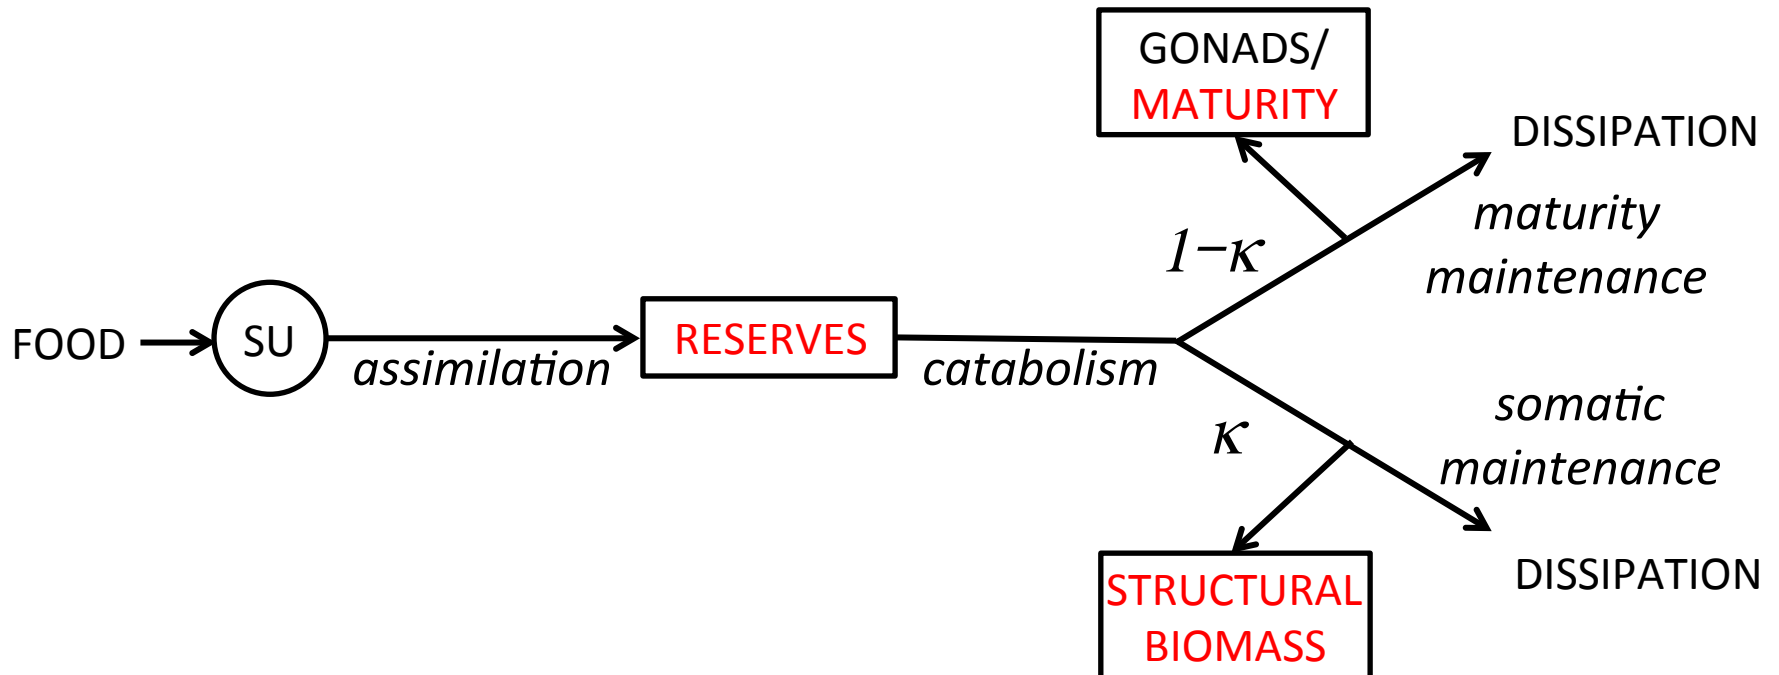 GONADS/
MATURITY
DISSIPATION
maturity
maintenance
1−κ
FOOD
SU
assimilation
RESERVES
catabolism
κ
somatic
maintenance
DISSIPATION
STRUCTURAL
BIOMASS